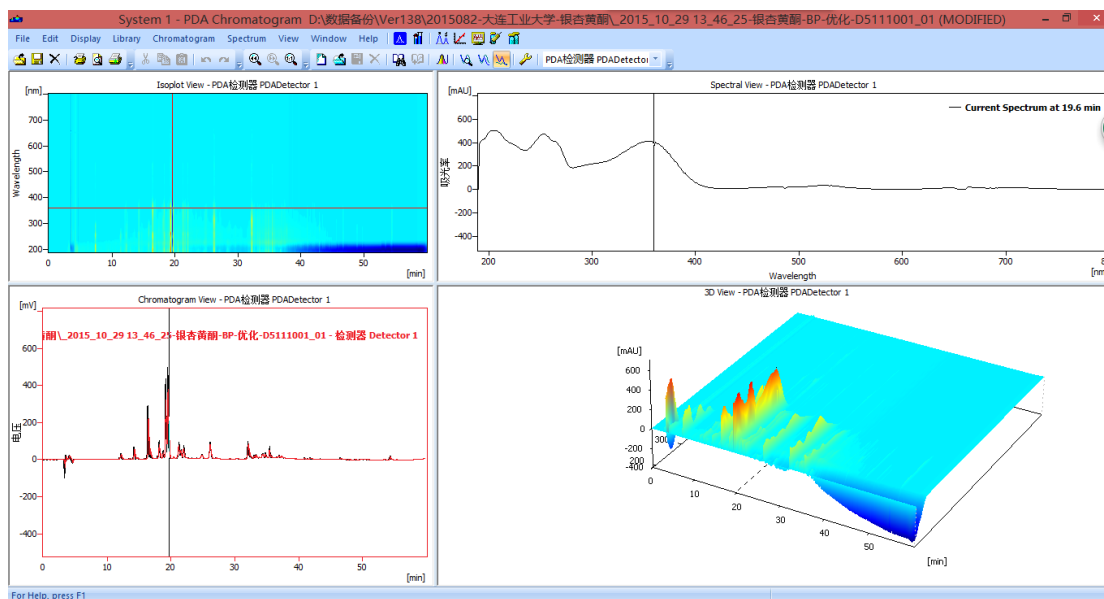 System 1 - PDA Chromatogram D:\数据备份\Ver138\2015082-大连工业大学-银杏黄酮\_2015_10_29 13_46_25-银杏黄酮-BP-优化-D5111001_01 (MODIFIED)
File Edit Display Library Chromatogram Spectrum View Window Help
PDA检测器 PDADetector
Isoplot View - PDA检测器 PDADetector 1
[nm]
700
600
500
400
300
200
Wavelength
0 10 20 30 40 50
[min]
Spectral View - PDA检测器 PDADetector 1
[mAU]
Current Spectrum at 19.6 min
600
400
200
0
-200
-400
吸光率
200 300 400 500 600 700
Wavelength
Chromatogram View - PDA检测器 PDADetector 1
[mV]
\_2015_10_29 13_46_25-银杏黄酮-BP-优化-D5111001_01 - 检测器 Detector 1
600
400
200
0
-200
-400
电压
0 10 20 30 40 50
[min]
3D View - PDA检测器 PDADetector 1
[mAU]
600
400
200
0
-200
-400
300
200
0 10 20 30 40 50
[min]
For Help, press F1